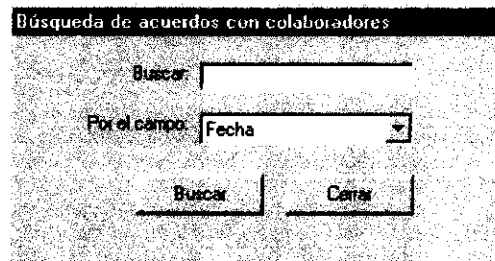 Búsqueda de acuerdos con colaboradores
Buscar:
Por el campo: Fecha
Buscar Cerrar